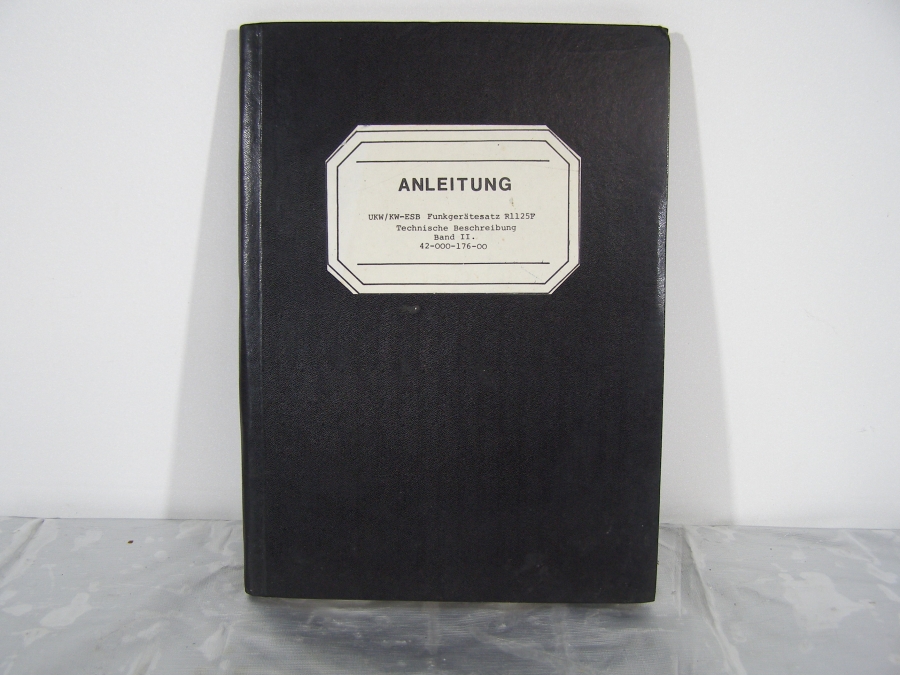 ANLEITUNG
UKW/KW-ESB Funkgerätesatz R1125F
Technische Beschreibung
Band II.
42-000-176-00